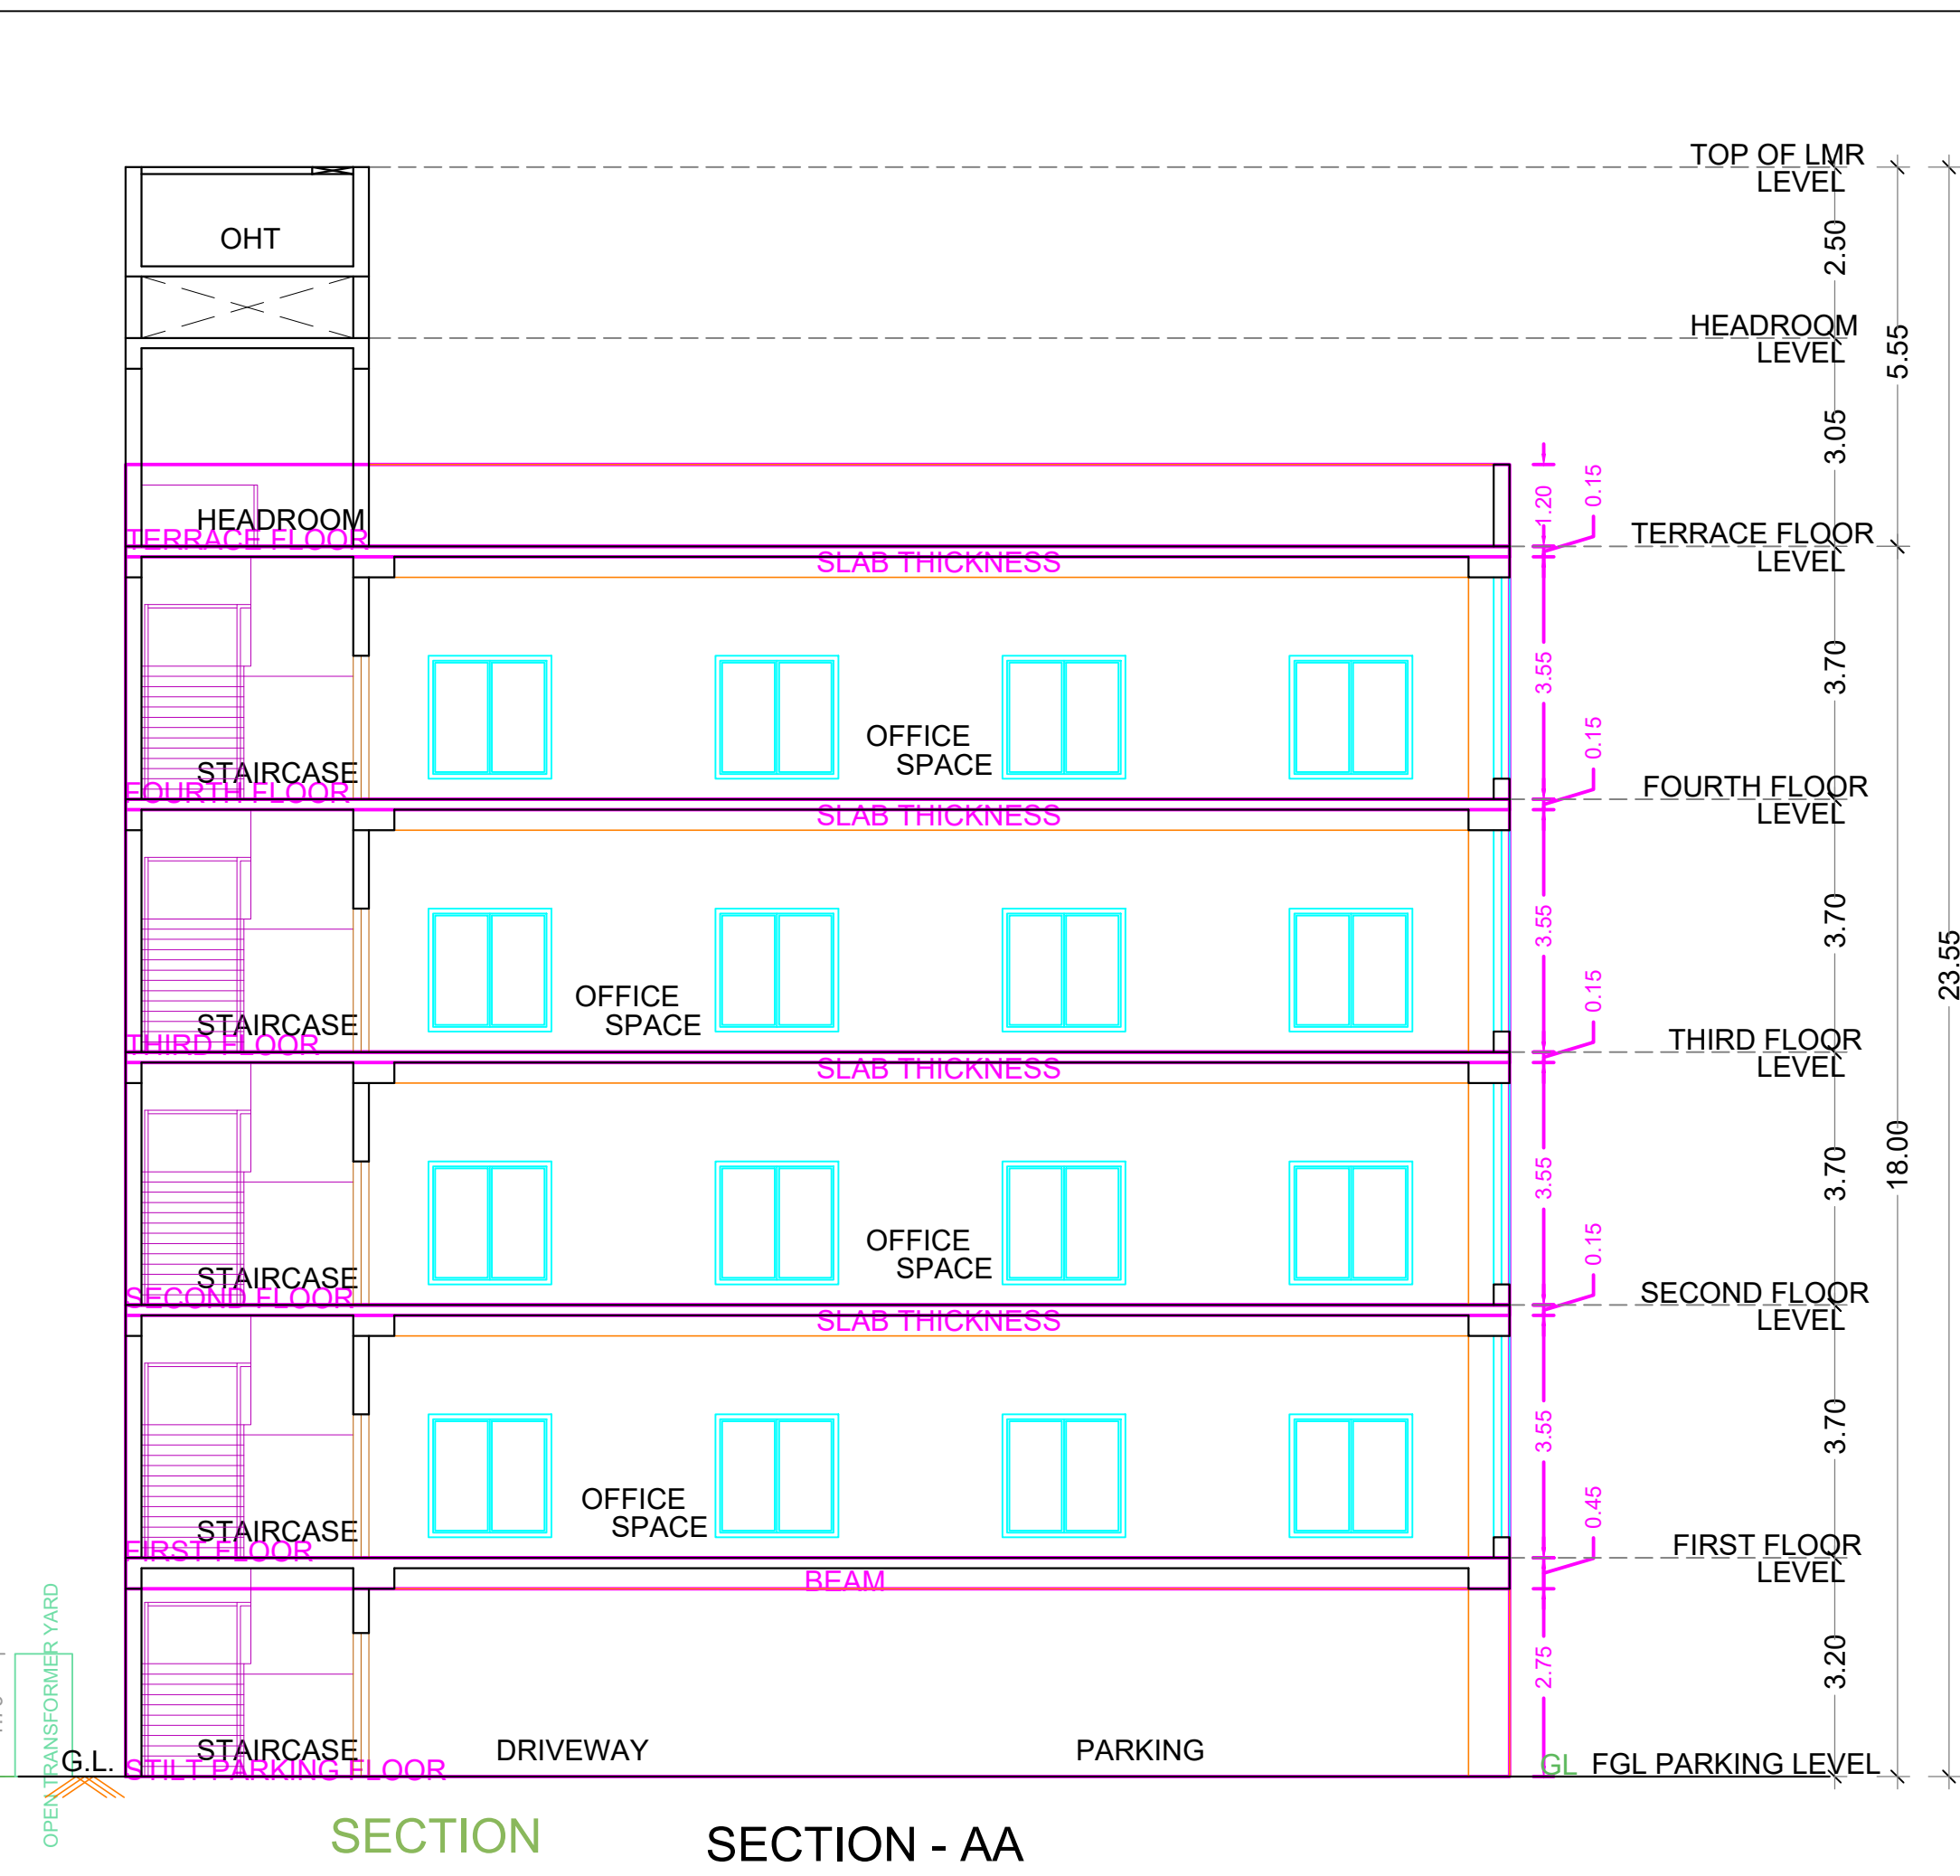 TOP OF LMR
LEVEL
2.50
OHT
HEADROOM
LEVEL
5.55
3.05
1.20
0.15
HEADROOM
TERRACE FLOOR
TERRACE FLOOR
LEVEL
SLAB THICKNESS
3.55
3.70
OFFICE
SPACE
0.15
STAIRCASE
FOURTH FLOOR
FOURTH FLOOR
LEVEL
SLAB THICKNESS
3.55
3.70
23.55
OFFICE
SPACE
0.15
STAIRCASE
THIRD FLOOR
THIRD FLOOR
LEVEL
SLAB THICKNESS
3.55
3.70
18.00
OFFICE
SPACE
0.15
STAIRCASE
SECOND FLOOR
SECOND FLOOR
LEVEL
SLAB THICKNESS
3.55
3.70
OFFICE
SPACE
0.45
STAIRCASE
FIRST FLOOR
FIRST FLOOR
LEVEL
BEAM
OPEN TRANSFORMER YARD
2.75
3.20
G.L.
STAIRCASE
DRIVEWAY
PARKING
STILT PARKING FLOOR
GL
FGL PARKING LEVEL
SECTION
SECTION - AA